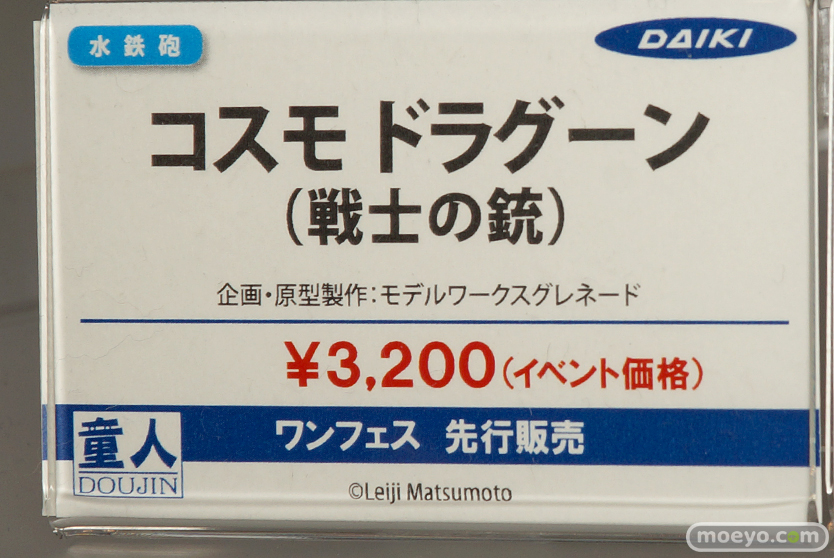 水鉄砲
DAIKI
コスモドラグーン
(戦士の銃)
企画・原型製作:モデルワークスグレネード
¥3,200(イベント価格)
童人
DOUJIN
ワンフェス 先行販売
©Leiji Matsumoto
moeyo.com